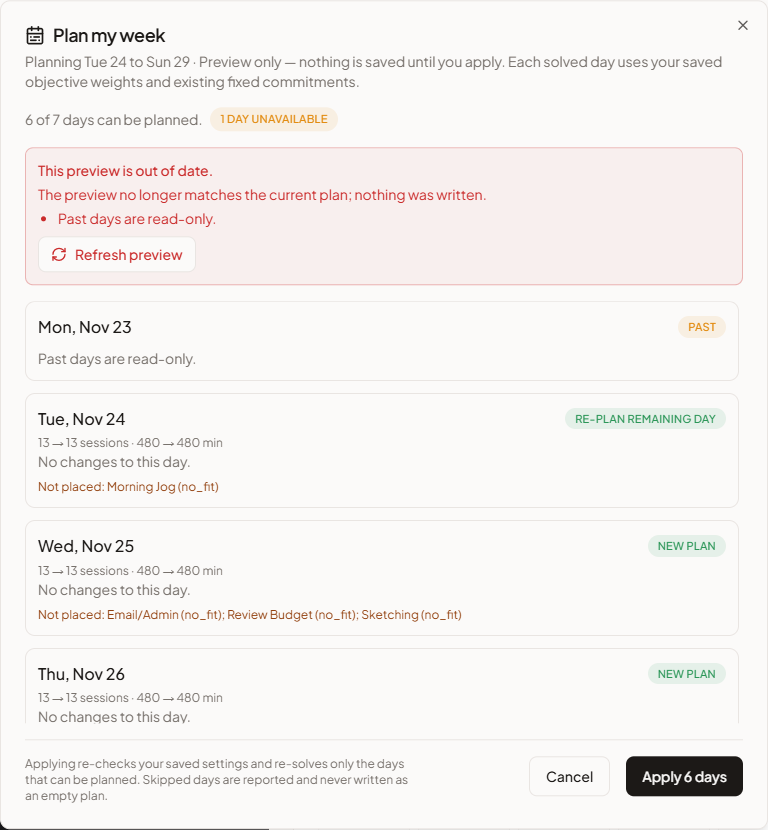 Plan my week
Planning Tue 24 to Sun 29 · Preview only — nothing is saved until you apply. Each solved day uses your saved
objective weights and existing fixed commitments.
6 of 7 days can be planned. 1 DAY UNAVAILABLE
This preview is out of date.
The preview no longer matches the current plan; nothing was written.
• Past days are read-only.
Refresh preview
Mon, Nov 23 PAST
Past days are read-only.
Tue, Nov 24 RE-PLAN REMAINING DAY
13 → 13 sessions · 480 → 480 min
No changes to this day.
Not placed: Morning Jog (no_fit)
Wed, Nov 25 NEW PLAN
13 → 13 sessions · 480 → 480 min
No changes to this day.
Not placed: Email/Admin (no_fit); Review Budget (no_fit); Sketching (no_fit)
Thu, Nov 26 NEW PLAN
13 → 13 sessions · 480 → 480 min
No changes to this day.
Applying re-checks your saved settings and re-solves only the days
that can be planned. Skipped days are reported and never written as
an empty plan.
Cancel Apply 6 days